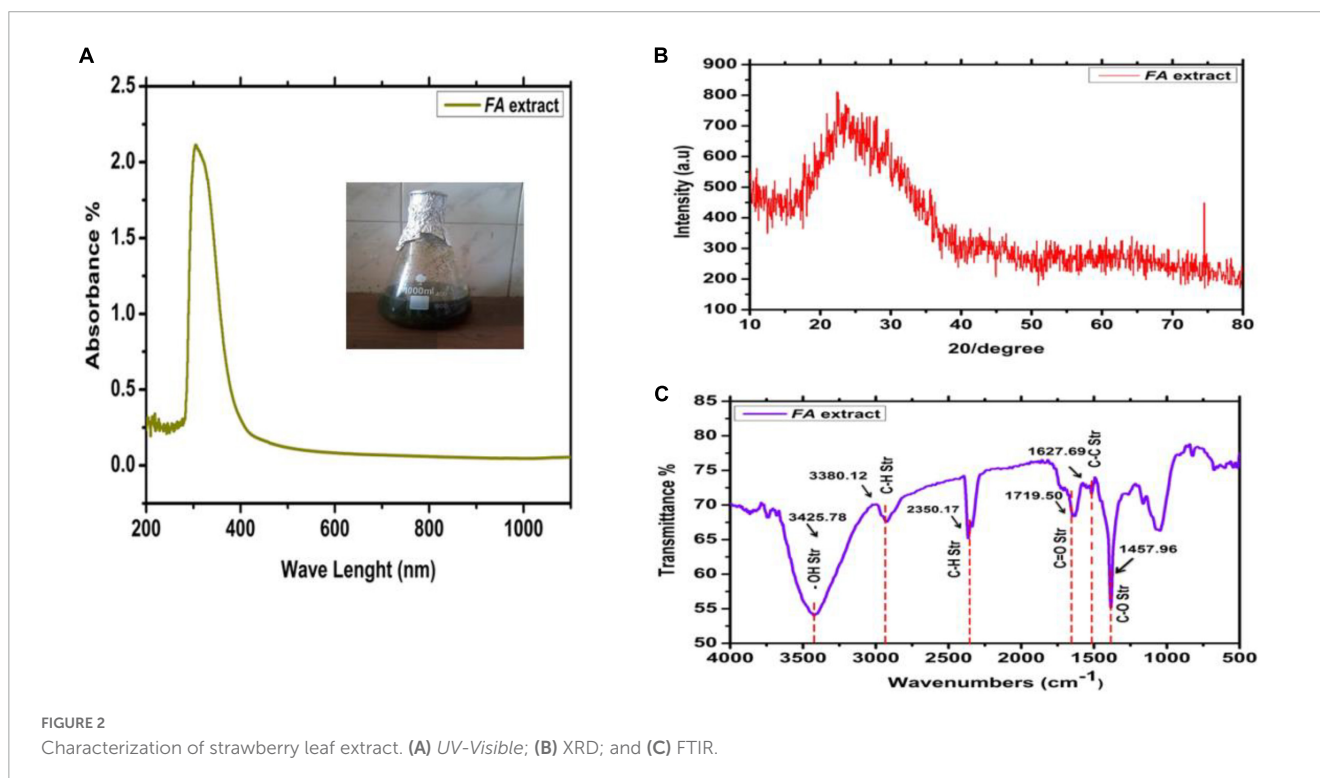 A
2.5
2.0
1.5
1.0
0.5
0.0
Absorbance %
FA extract
1000ml
200 400 600 800 1000
Wave Lenght (nm)
B
900
800
700
600
500
400
300
200
100
Intensity (a.u)
FA extract
10 20 30 40 50 60 70 80
20/degree
C
85
80
75
70
65
60
55
50
Transmittance %
FA extract
3425.78
- OH Str
3380.12
C-H Str
2350.17
C-H Str
1719.50
C=O Str
1627.69
C-C Str
1457.96
C-O Str
4000 3500 3000 2500 2000 1500 1000 500
Wavenumbers (cm⁻¹)
FIGURE 2
Characterization of strawberry leaf extract. (A) UV-Visible; (B) XRD; and (C) FTIR.